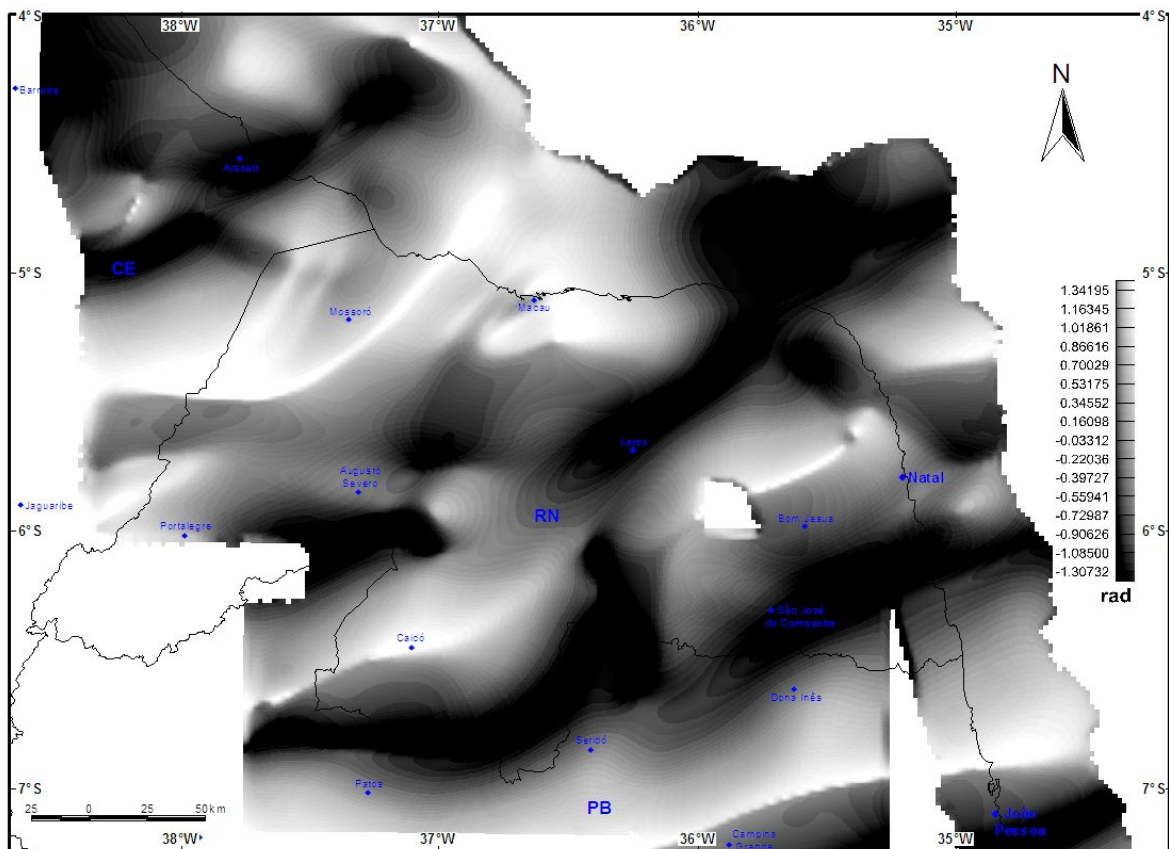 4°S
38°W
37°W
36°W
35°W
4°S
N
Barreira
Aracati
5°S
CE
5°S
Mossoró
Macau
1.34195
1.16345
1.01861
0.86616
0.70029
0.53175
0.34552
0.16098
-0.03312
-0.22036
-0.39727
-0.55941
-0.72987
-0.90626
-1.08500
-1.30732
rad
Lajes
Augusto
Severo
Natal
Jaguaribe
RN
Bom Jesus
Portalegre
6°S
6°S
São José
do Campestre
Caicó
Dona Inês
Seridó
Patos
7°S
7°S
PB
25
0
25
50km
João
Pessoa
Campina
Grande
38°W
37°W
36°W
35°W